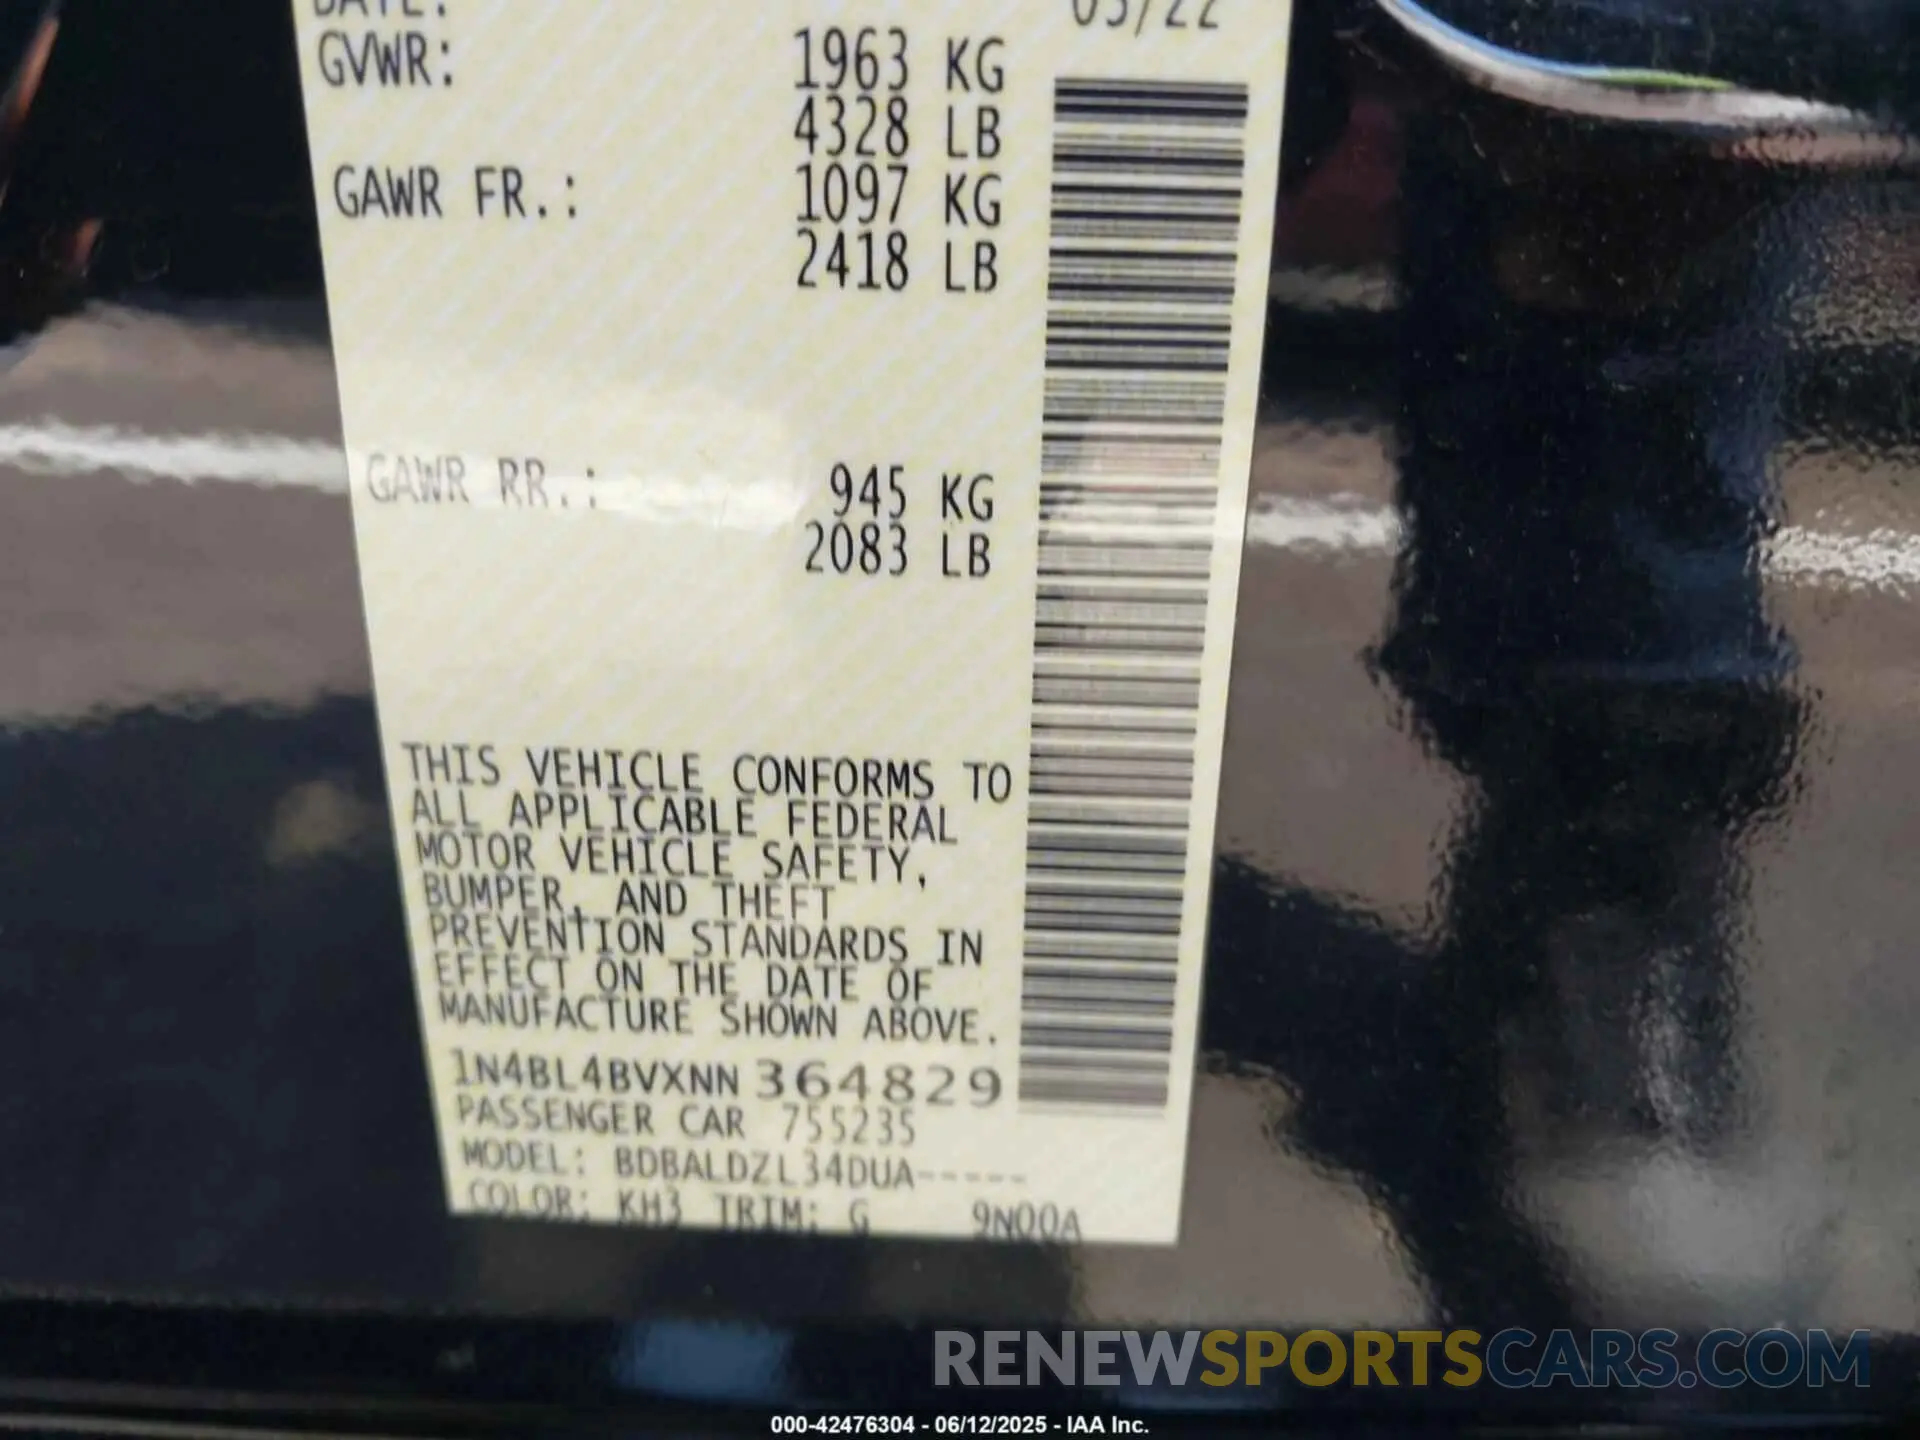 DATE: 03/22
GVWR: 1963 KG
4328 LB
GAWR FR.: 1097 KG
2418 LB
GAWR RR.: 945 KG
2083 LB
THIS VEHICLE CONFORMS TO
ALL APPLICABLE FEDERAL
MOTOR VEHICLE SAFETY,
BUMPER, AND THEFT
PREVENTION STANDARDS IN
EFFECT ON THE DATE OF
MANUFACTURE SHOWN ABOVE.
1N4BL4BVXNN364829
PASSENGER CAR 755235
MODEL: BDBALDZL34DUA-----
COLOR: KH3 TRIM: G 9N00A
RENEWSPORTSCARS.COM
000-42476304 - 06/12/2025 - IAA Inc.